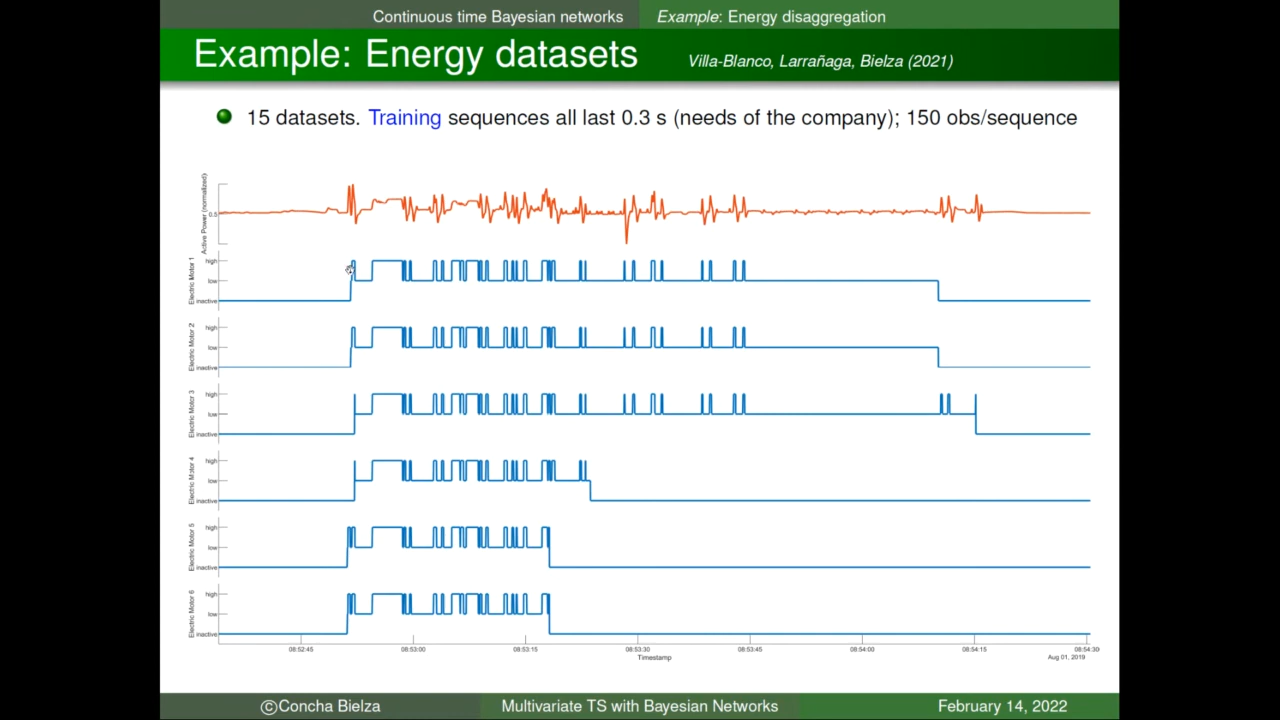 Continuous time Bayesian networks Example: Energy disaggregation
Example: Energy datasets Villa-Blanco, Larrañaga, Bielza (2021)
15 datasets. Training sequences all last 0.3 s (needs of the company); 150 obs/sequence
Active Power (normalized)
0.5
Electric Motor 1
high
low
inactive
Electric Motor 2
high
low
inactive
Electric Motor 3
high
low
inactive
Electric Motor 4
high
low
inactive
Electric Motor 5
high
low
inactive
Electric Motor 6
high
low
inactive
08:52:45 08:53:00 08:53:15 08:53:30 08:53:45 08:54:00 08:54:15 08:54:30
Timestamp
Aug 01, 2019
©Concha Bielza Multivariate TS with Bayesian Networks February 14, 2022